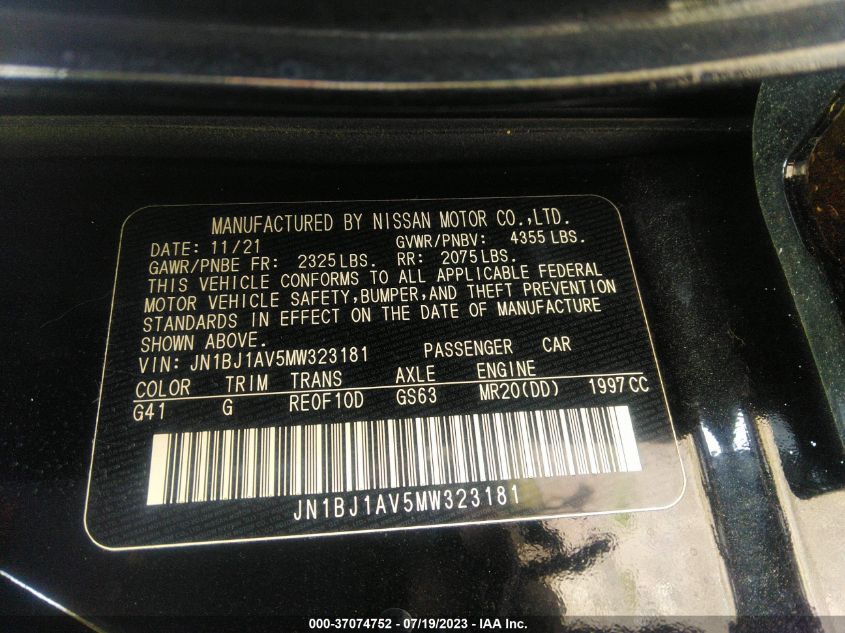 MANUFACTURED BY NISSAN MOTOR CO.,LTD.
DATE: 11/21 GVWR/PNBV: 4355 LBS.
GAWR/PNBE FR: 2325 LBS. RR: 2075 LBS.
THIS VEHICLE CONFORMS TO ALL APPLICABLE FEDERAL
MOTOR VEHICLE SAFETY, BUMPER, AND THEFT PREVENTION
STANDARDS IN EFFECT ON THE DATE OF MANUFACTURE
SHOWN ABOVE.
VIN: JN1BJ1AV5MW323181 PASSENGER CAR
COLOR TRIM TRANS AXLE ENGINE
G41 G RE0F10D GS63 MR20(DD) 1997CC
JN1BJ1AV5MW323181
000-37074752 - 07/19/2023 - IAA Inc.